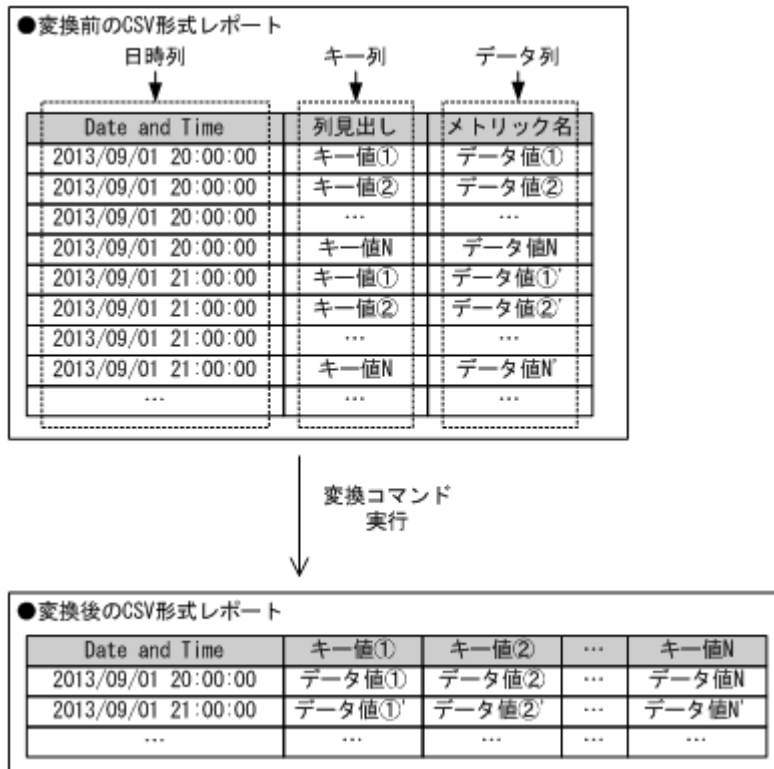 ●変換前のCSV形式レポート
日時列 キー列 データ列
Date and Time 列見出し メトリック名
2013/09/01 20:00:00 キー値① データ値①
2013/09/01 20:00:00 キー値② データ値②
2013/09/01 20:00:00 … …
2013/09/01 20:00:00 キー値N データ値N
2013/09/01 21:00:00 キー値① データ値①'
2013/09/01 21:00:00 キー値② データ値②'
2013/09/01 21:00:00 … …
2013/09/01 21:00:00 キー値N データ値N'
… … …
変換コマンド
実行
●変換後のCSV形式レポート
Date and Time キー値① キー値② … キー値N
2013/09/01 20:00:00 データ値① データ値② … データ値N
2013/09/01 21:00:00 データ値①' データ値②' … データ値N'
… … … … …